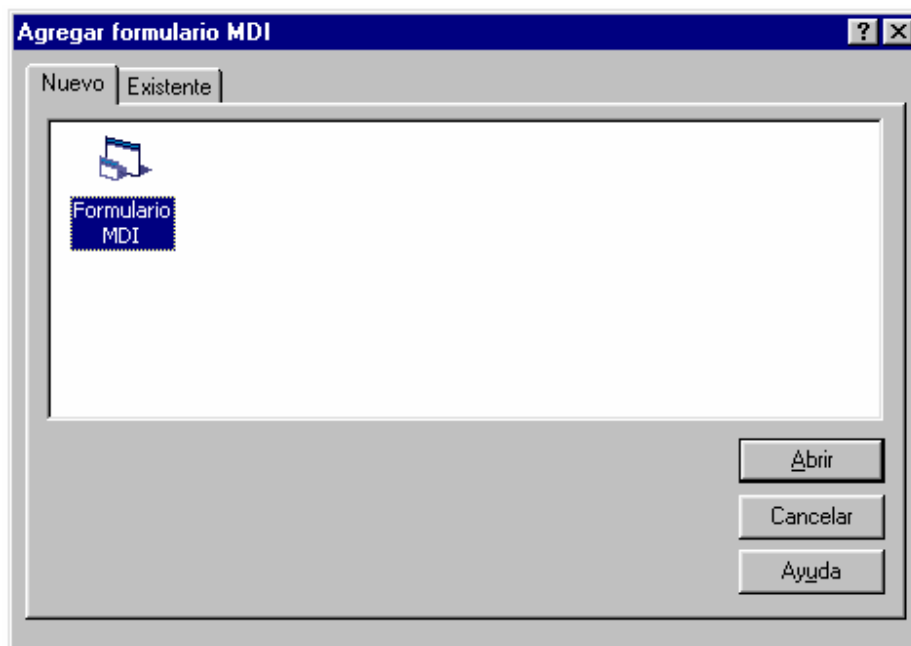 Agregar formulario MDI
Nuevo
Existente
Formulario
MDI
Abrir
Cancelar
Ayuda